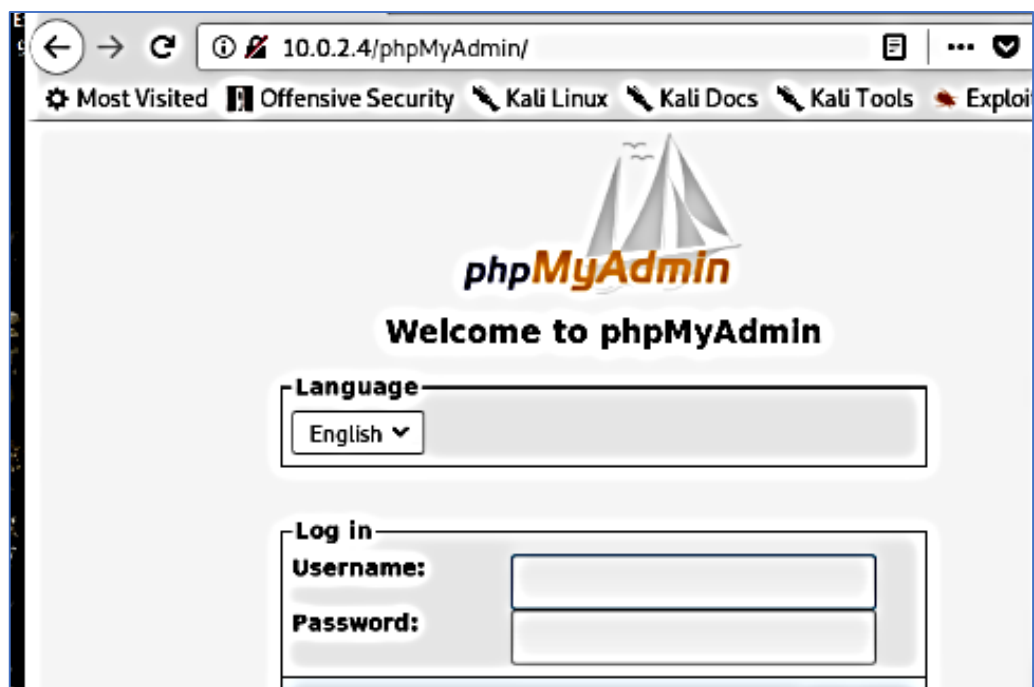 10.0.2.4/phpMyAdmin/
Most Visited Offensive Security Kali Linux Kali Docs Kali Tools
phpMyAdmin
Welcome to phpMyAdmin
Language
English
Log in
Username:
Password: